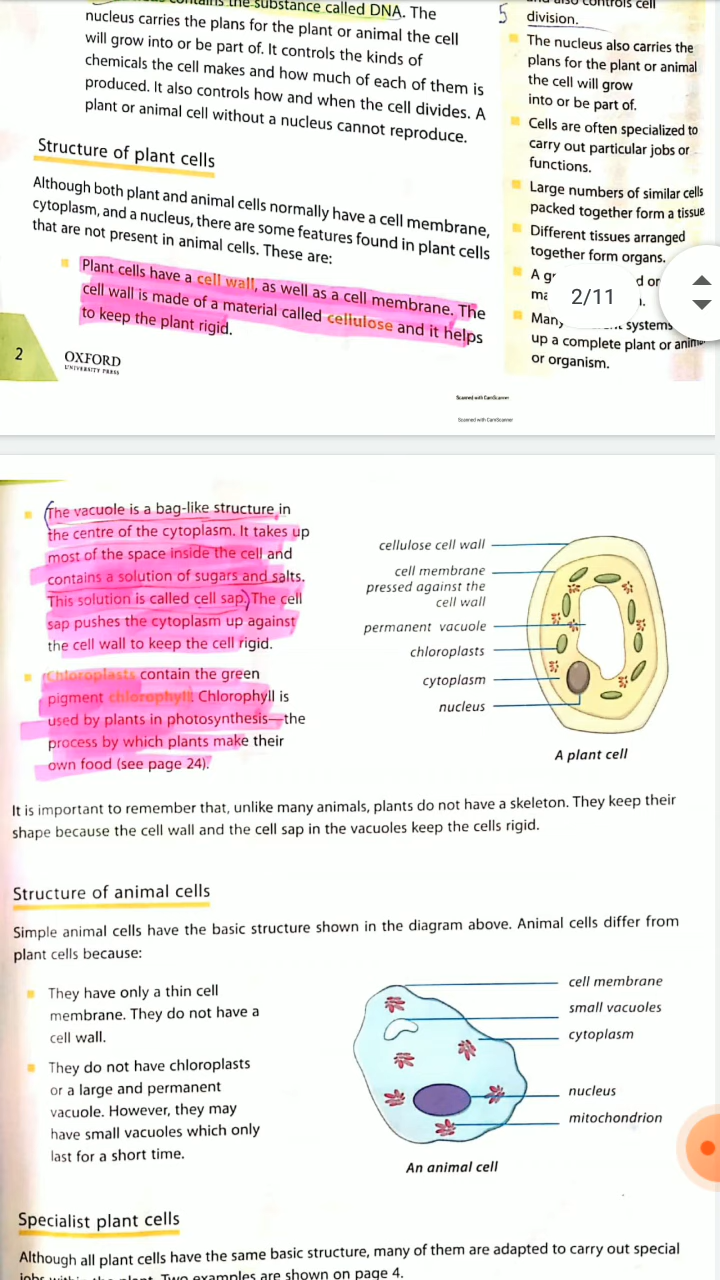 contains the substance called DNA. The
nucleus carries the plans for the plant or animal the cell
will grow into or be part of. It controls the kinds of
chemicals the cell makes and how much of each of them is
produced. It also controls how and when the cell divides. A
plant or animal cell without a nucleus cannot reproduce.
Structure of plant cells
Although both plant and animal cells normally have a cell membrane,
cytoplasm, and a nucleus, there are some features found in plant cells
that are not present in animal cells. These are:
Plant cells have a cell wall, as well as a cell membrane. The
cell wall is made of a material called cellulose and it helps
to keep the plant rigid.
2
OXFORD
UNIVERSITY PRESS
5
also controls cell
division.
The nucleus also carries the
plans for the plant or animal
the cell will grow
into or be part of.
Cells are often specialized to
carry out particular jobs or
functions.
Large numbers of similar cells
packed together form a tissue
Different tissues arranged
together form organs.
A
2/11
systems
up a complete plant or
or organism.
Scanned with CamScanner
Scanned with CamScanner
The vacuole is a bag-like structure in
the centre of the cytoplasm. It takes up
most of the space inside the cell and
contains a solution of sugars and salts.
This solution is called cell sap. The cell
sap pushes the cytoplasm up against
the cell wall to keep the cell rigid.
Chloroplasts contain the green
pigment chlorophyll. Chlorophyll is
used by plants in photosynthesis—the
process by which plants make their
own food (see page 24).
cellulose cell wall
cell membrane
pressed against the
cell wall
permanent vacuole
chloroplasts
cytoplasm
nucleus
A plant cell
It is important to remember that, unlike many animals, plants do not have a skeleton. They keep their
shape because the cell wall and the cell sap in the vacuoles keep the cells rigid.
Structure of animal cells
Simple animal cells have the basic structure shown in the diagram above. Animal cells differ from
plant cells because:
They have only a thin cell
membrane. They do not have a
cell wall.
They do not have chloroplasts
or a large and permanent
vacuole. However, they may
have small vacuoles which only
last for a short time.
cell membrane
small vacuoles
cytoplasm
nucleus
mitochondrion
An animal cell
Specialist plant cells
Although all plant cells have the same basic structure, many of them are adapted to carry out special
jobs within the plant. Two examples are shown on page 4.